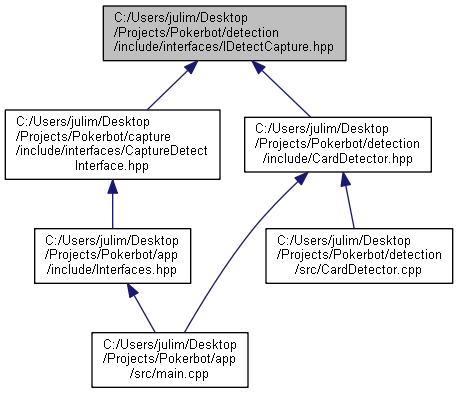 C:/Users/julim/Desktop
/Projects/Pokerbot/detection
/include/interfaces/IDetectCapture.hpp
C:/Users/julim/Desktop
/Projects/Pokerbot/capture
/include/interfaces/CaptureDetect
Interface.hpp
C:/Users/julim/Desktop
/Projects/Pokerbot/detection
/include/CardDetector.hpp
C:/Users/julim/Desktop
/Projects/Pokerbot/app
/include/Interfaces.hpp
C:/Users/julim/Desktop
/Projects/Pokerbot/detection
/src/CardDetector.cpp
C:/Users/julim/Desktop
/Projects/Pokerbot/app
/src/main.cpp